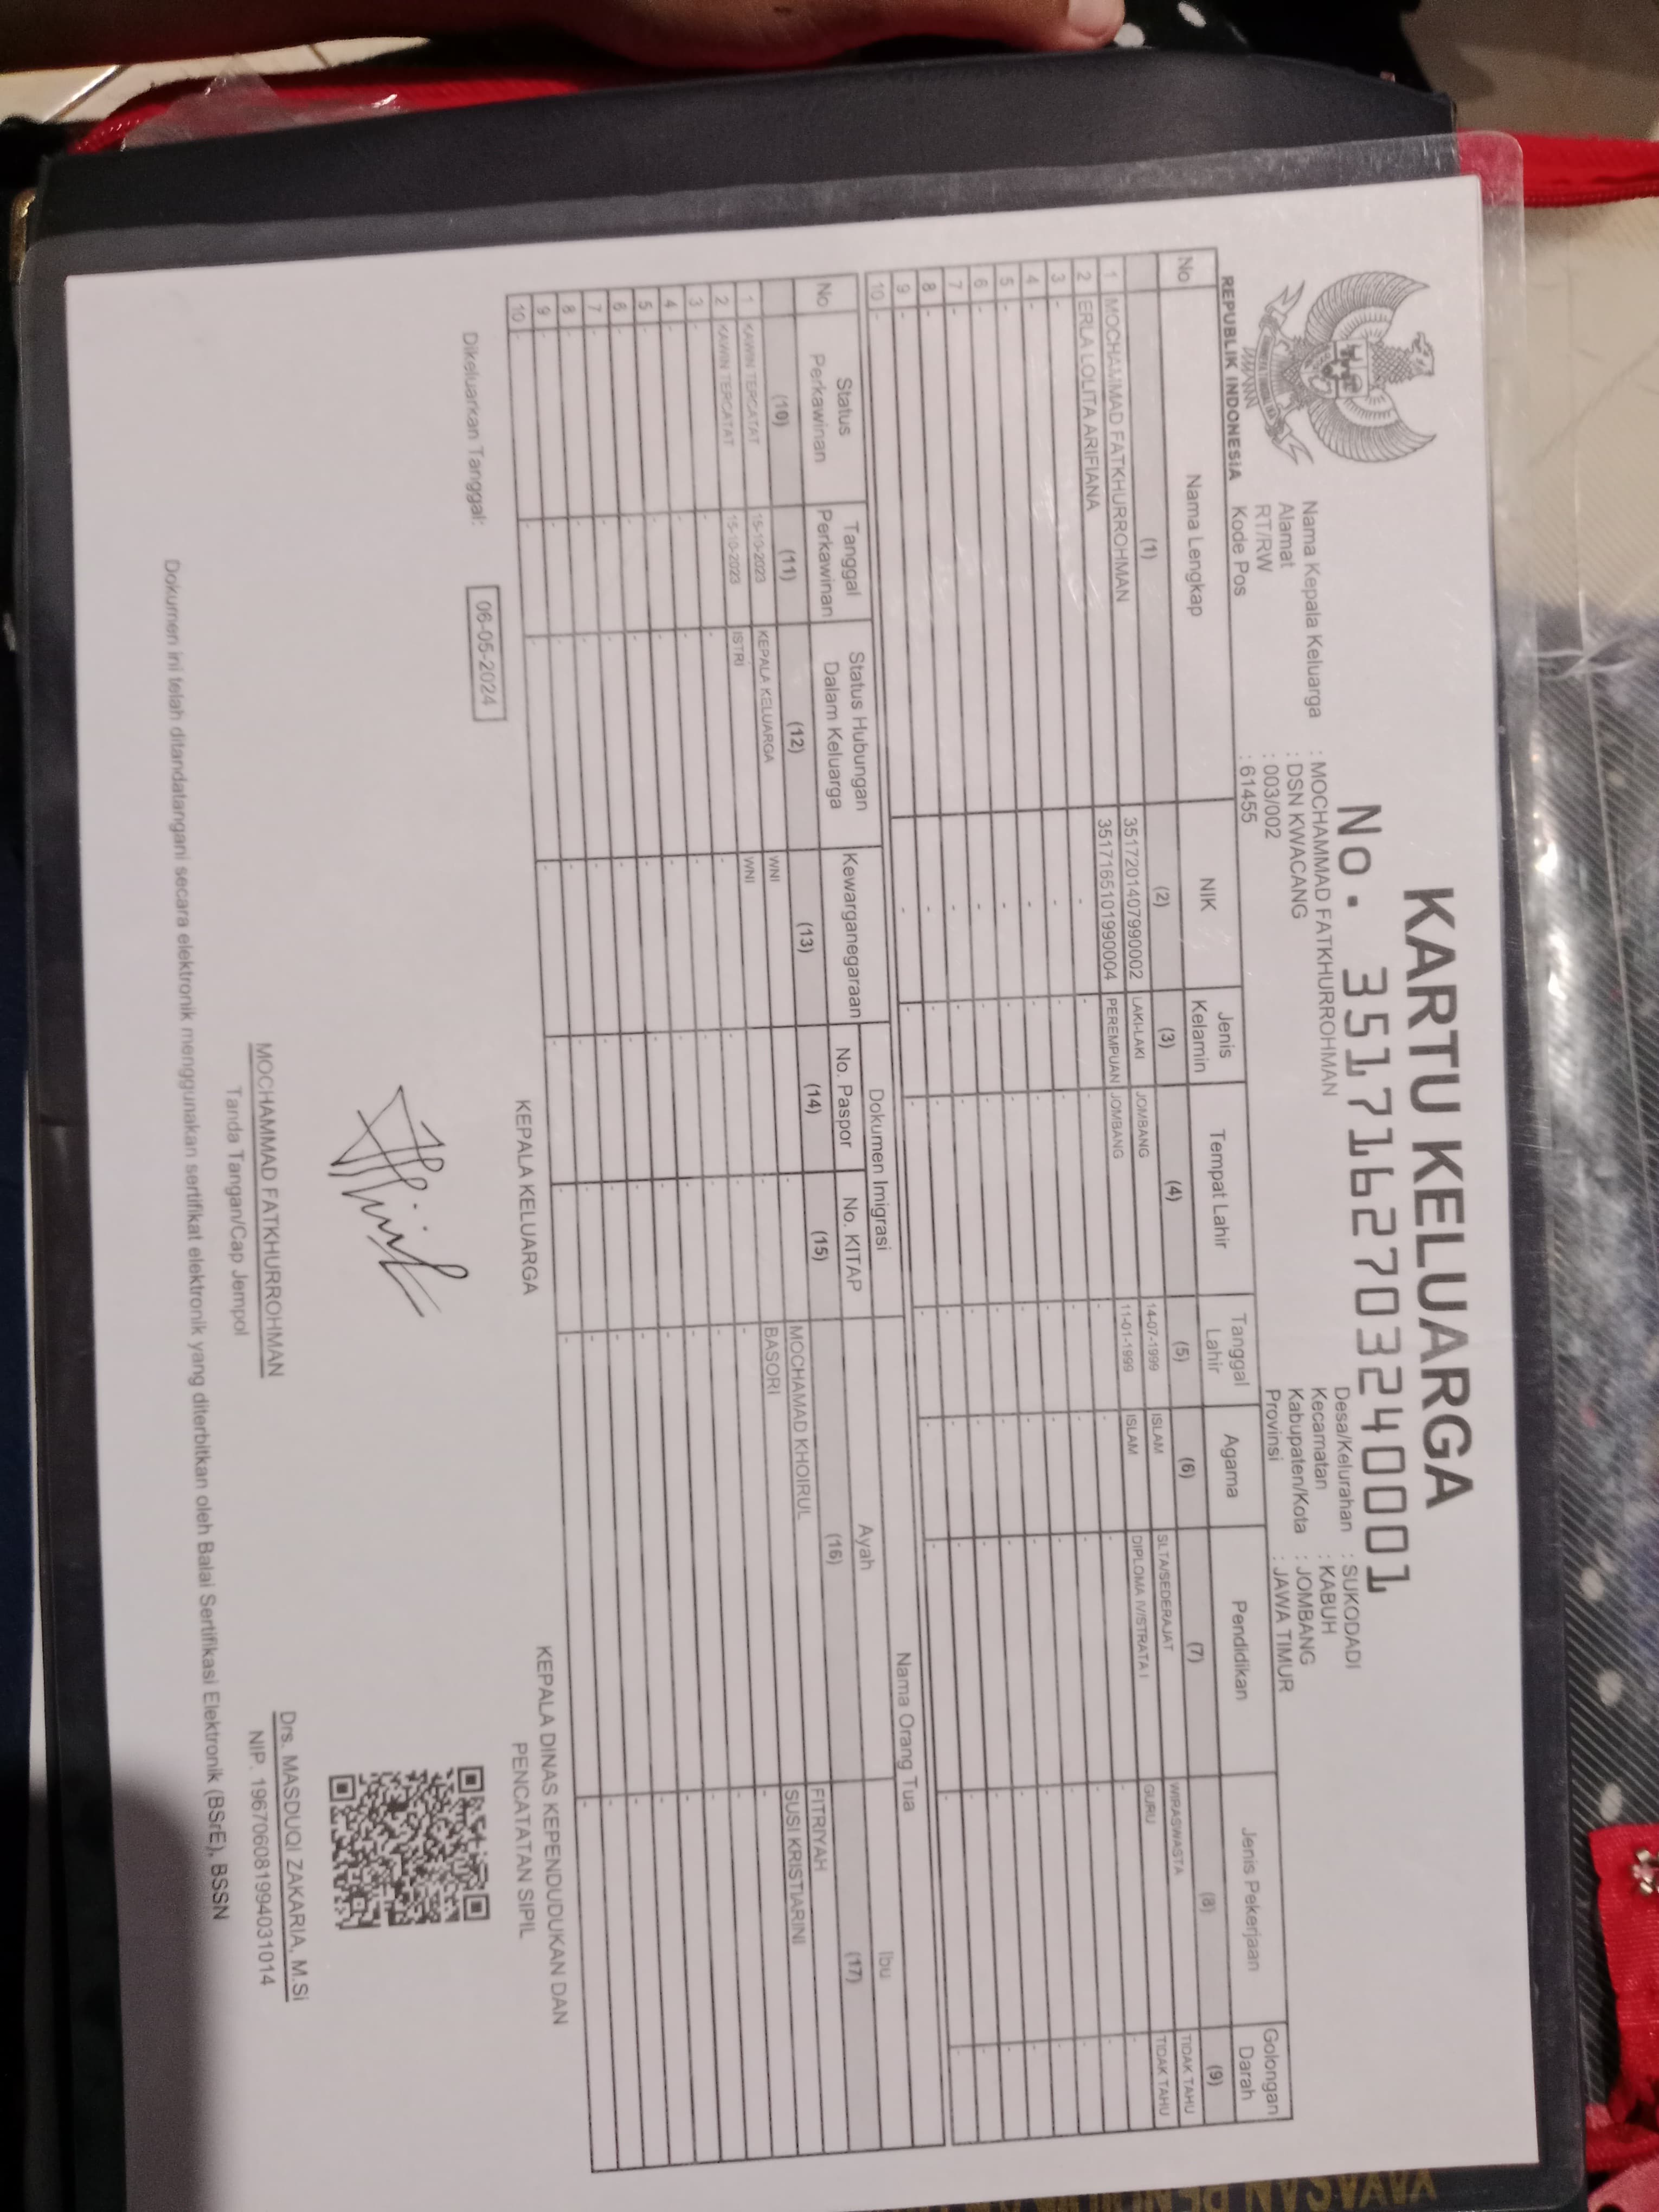 KARTU KELUARGA
No. 3517162703240001
Nama Kepala Keluarga : MOCHAMMAD FATKHURROHMAN
Alamat : DSN KWACANG
RT/RW : 003/002
Kode Pos : 61455
Desa/Kelurahan : SUKODADI
Kecamatan : KABUH
Kabupaten/Kota : JOMBANG
Provinsi : JAWA TIMUR
REPUBLIK INDONESIA
No Nama Lengkap NIK Jenis Kelamin Tempat Lahir Tanggal Lahir Agama Pendidikan Jenis Pekerjaan Golongan Darah
(1) (2) (3) (4) (5) (6) (7) (8) (9)
1 MOCHAMMAD FATKHURROHMAN 3517201407990002 LAKI-LAKI JOMBANG 14-07-1999 ISLAM SLTA/SEDERAJAT WIRASWASTA TIDAK TAHU
2 ERLA LOLITA ARIFIANA 3517165101990004 PEREMPUAN JOMBANG 11-01-1999 ISLAM DIPLOMA IV/STRATA I GURU TIDAK TAHU
3 - - - - - - - - -
4 - - - - - - - - -
5 - - - - - - - - -
6 - - - - - - - - -
7 - - - - - - - - -
8 - - - - - - - - -
9 - - - - - - - - -
10 - - - - - - - - -
No Status Perkawinan Tanggal Perkawinan Status Hubungan Dalam Keluarga Kewarganegaraan Dokumen Imigrasi Nama Orang Tua
No. Paspor No. KITAP Ayah Ibu
(10) (11) (12) (13) (14) (15) (16) (17)
1 KAWIN TERCATAT 15-10-2023 KEPALA KELUARGA WNI - MOCHAMAD KHOIRUL FITRIYAH
2 KAWIN TERCATAT 15-10-2023 ISTRI WNI - BASORI SUSI KRISTIARINI
3 - - - - - - - -
4 - - - - - - - -
5 - - - - - - - -
6 - - - - - - - -
7 - - - - - - - -
8 - - - - - - - -
9 - - - - - - - -
10 - - - - - - - -
Dikeluarkan Tanggal: 06-05-2024
KEPALA KELUARGA
MOCHAMMAD FATKHURROHMAN
Tanda Tangan/Cap Jempol
KEPALA DINAS KEPENDUDUKAN DAN
PENCATATAN SIPIL
Drs. MASDUQI ZAKARIA, M.Si
NIP. 196706081994031014
Dokumen ini telah ditandatangani secara elektronik menggunakan sertifikat elektronik yang diterbitkan oleh Balai Sertifikasi Elektronik (BSrE), BSSN